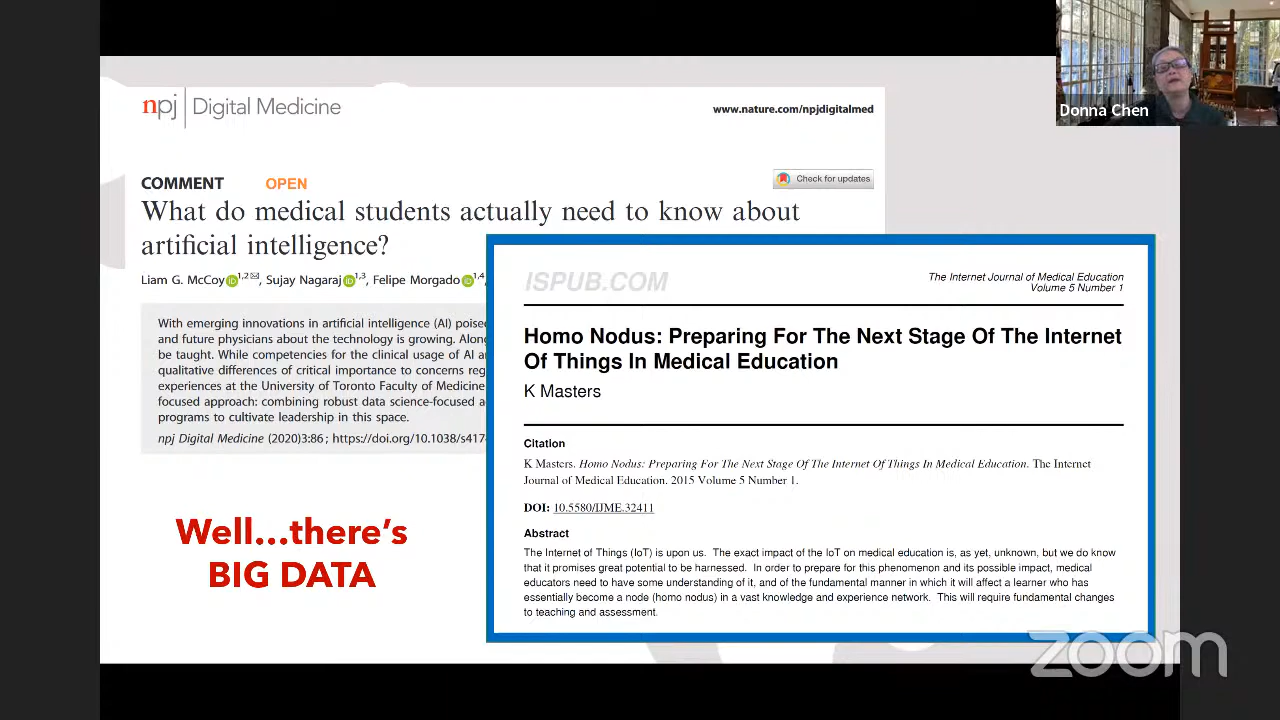 Donna Chen
npj Digital Medicine
www.nature.com/npjdigitalmed
COMMENT OPEN
Check for updates
What do medical students actually need to know about
artificial intelligence?
Liam G. McCoy 1,2✉, Sujay Nagaraj 1,3, Felipe Morgado 1,4,
With emerging innovations in artificial intelligence (AI) poise
and future physicians about the technology is growing. Alon
be taught. While competencies for the clinical usage of AI a
qualitative differences of critical importance to concerns reg
experiences at the University of Toronto Faculty of Medicine
focused approach: combining robust data science-focused a
programs to cultivate leadership in this space.
npj Digital Medicine (2020)3:86 ; https://doi.org/10.1038/s417
Well...there's
BIG DATA
ISPUB.COM
The Internet Journal of Medical Education
Volume 5 Number 1
Homo Nodus: Preparing For The Next Stage Of The Internet
Of Things In Medical Education
K Masters
Citation
K Masters. Homo Nodus: Preparing For The Next Stage Of The Internet Of Things In Medical Education. The Internet
Journal of Medical Education. 2015 Volume 5 Number 1.
DOI: 10.5580/IJME.32411
Abstract
The Internet of Things (IoT) is upon us. The exact impact of the IoT on medical education is, as yet, unknown, but we do know
that it promises great potential to be harnessed. In order to prepare for this phenomenon and its possible impact, medical
educators need to have some understanding of it, and of the fundamental manner in which it will affect a learner who has
essentially become a node (homo nodus) in a vast knowledge and experience network. This will require fundamental changes
to teaching and assessment.
zoom